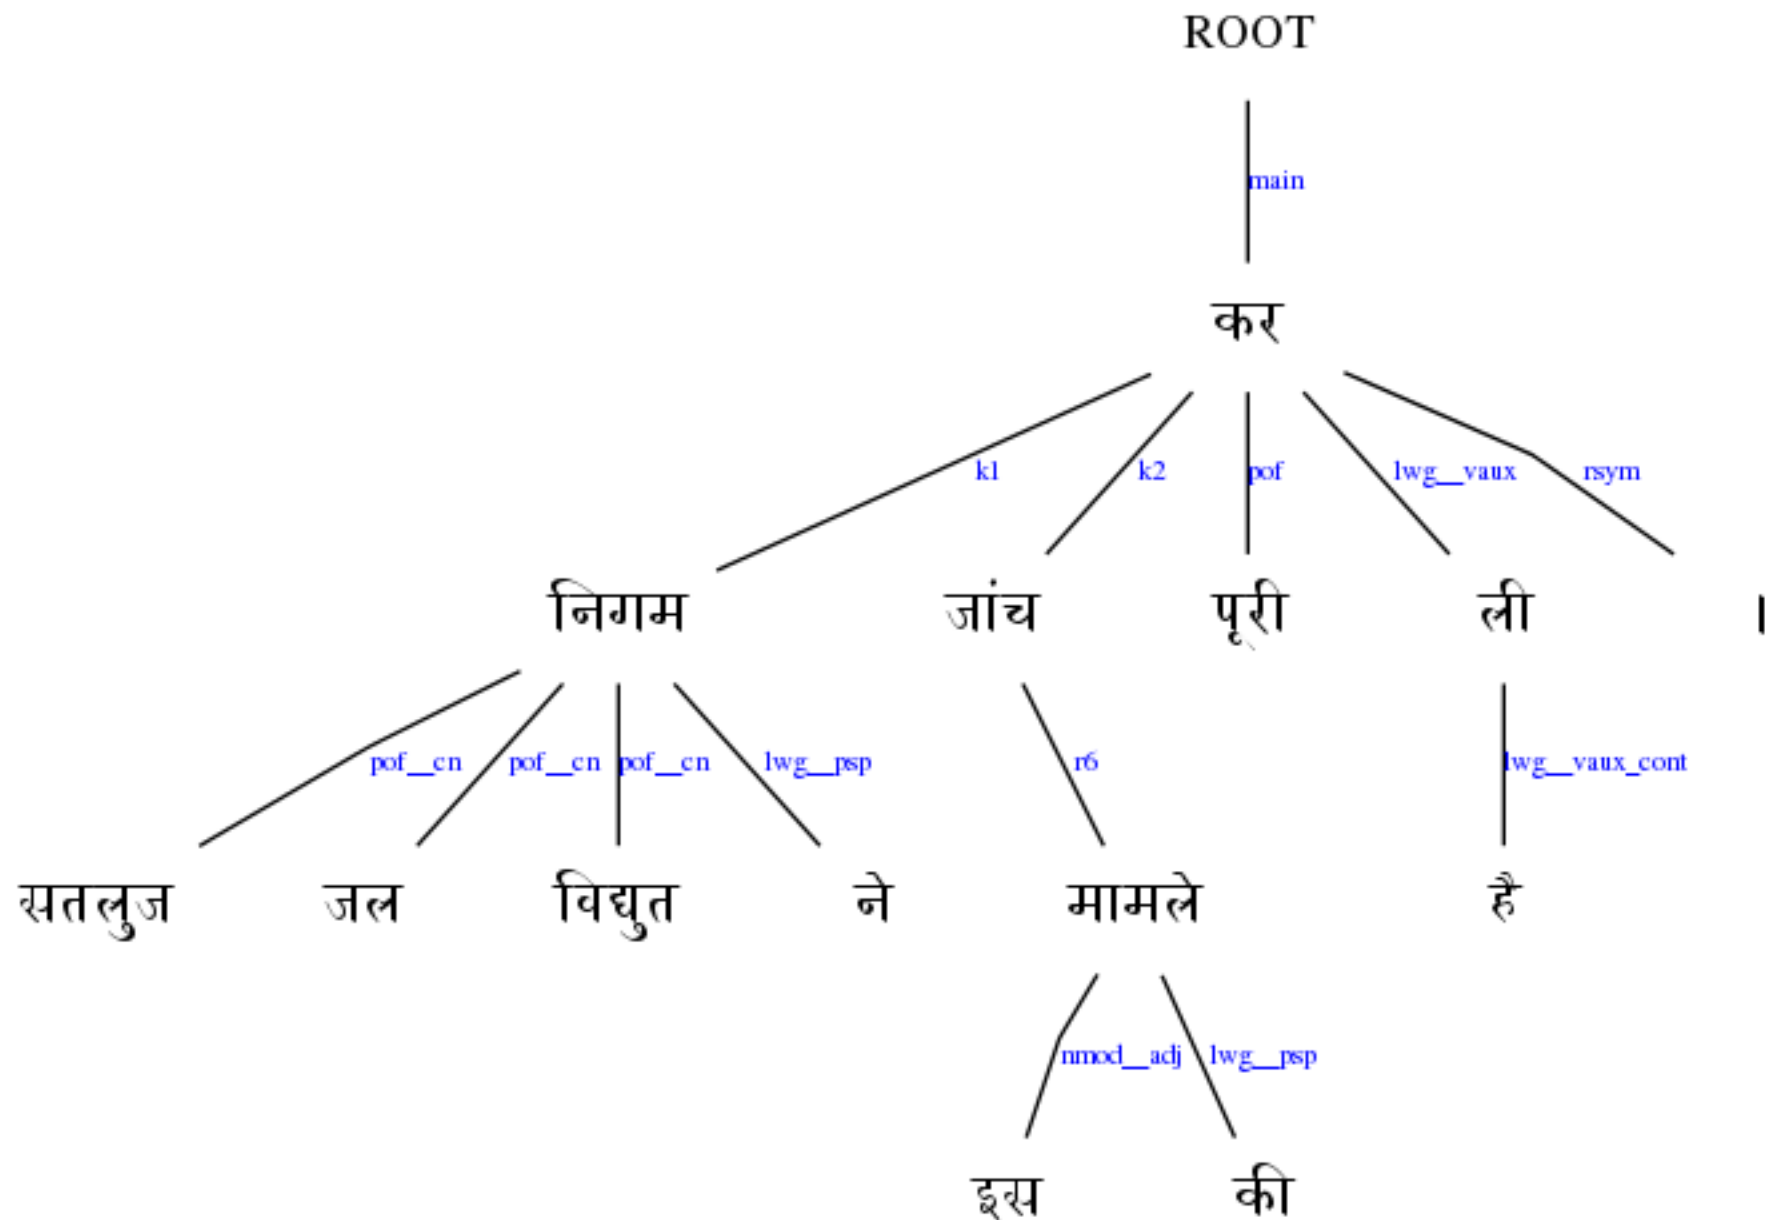 ROOT
main
कर
k1 k2 pof lwg__vaux rsym
निगम जांच पूरी ली ।
pof__cn pof__cn pof__cn lwg__psp r6 lwg__vaux_cont
सतलुज जल विद्युत ने मामले है
nmod__adj lwg__psp
इस की